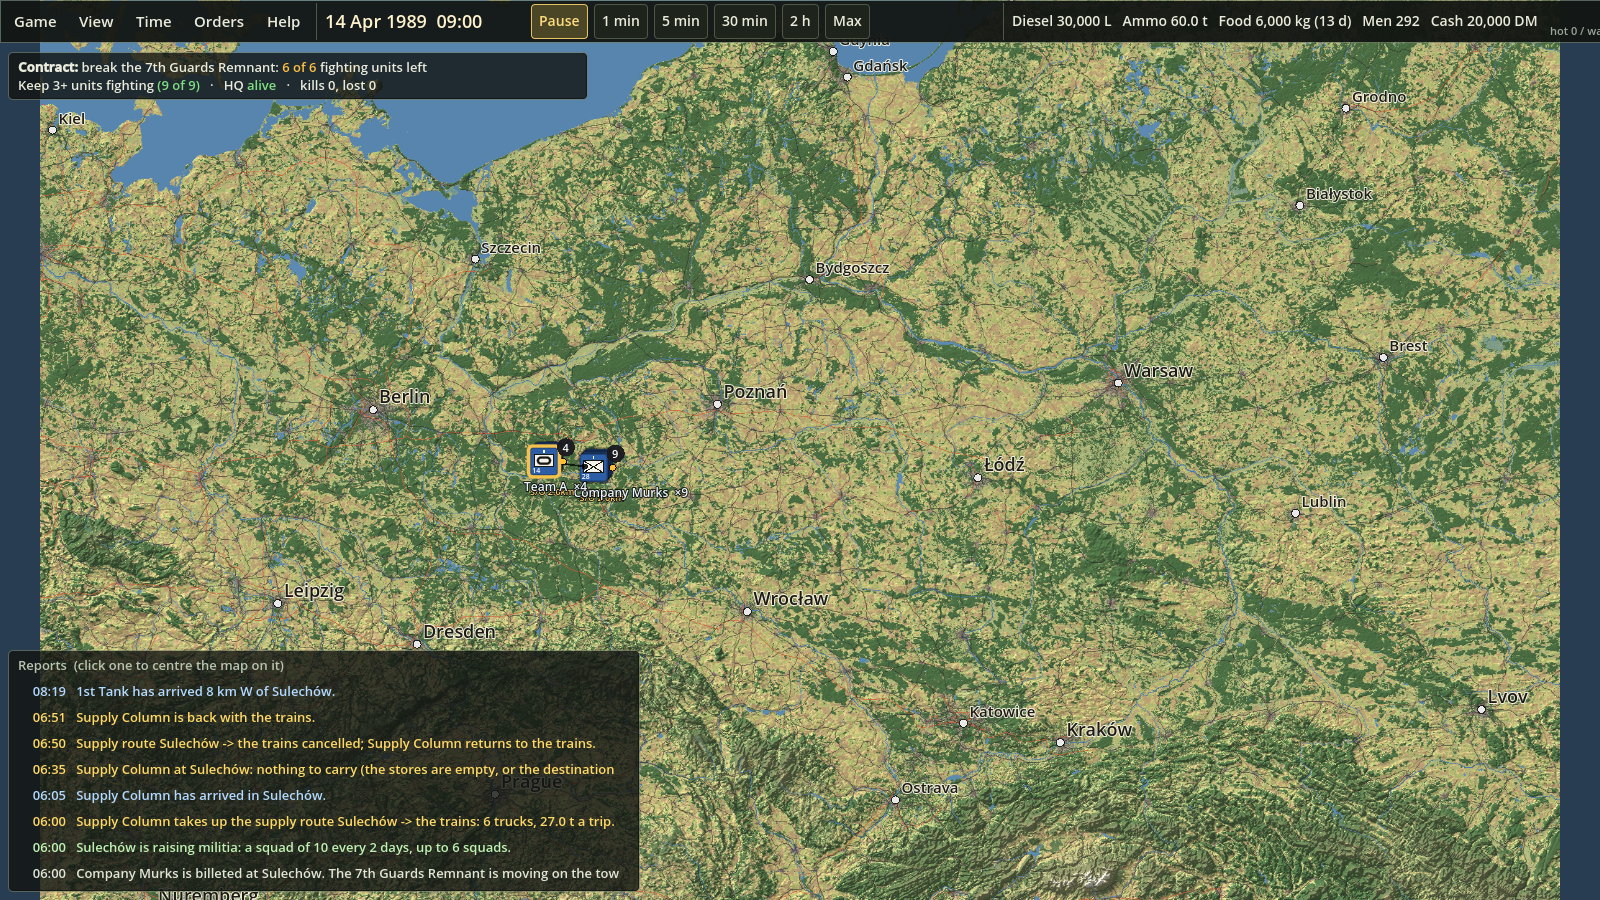 Game View Time Orders Help 14 Apr 1989 09:00 Pause 1 min 5 min 30 min 2 h Max Diesel 30,000 L Ammo 60.0 t Food 6,000 kg (13 d) Men 292 Cash 20,000 DM
hot 0 / wa
Contract: break the 7th Guards Remnant: 6 of 6 fighting units left
Keep 3+ units fighting (9 of 9) · HQ alive · kills 0, lost 0
Gdynia
Gdańsk
Grodno
Kiel
Białystok
Szczecin
Bydgoszcz
Brest
Warsaw
Poznań
Berlin
4
9
14
28
Team A ×4
Company Murks ×9
Łódź
Lublin
Leipzig
Wrocław
Dresden
Lvov
Katowice
Kraków
Prague
Ostrava
Nuremberg
Reports (click one to centre the map on it)
08:19 1st Tank has arrived 8 km W of Sulechów.
06:51 Supply Column is back with the trains.
06:50 Supply route Sulechów -> the trains cancelled; Supply Column returns to the trains.
06:35 Supply Column at Sulechów: nothing to carry (the stores are empty, or the destination
06:05 Supply Column has arrived in Sulechów.
06:00 Supply Column takes up the supply route Sulechów -> the trains: 6 trucks, 27.0 t a trip.
06:00 Sulechów is raising militia: a squad of 10 every 2 days, up to 6 squads.
06:00 Company Murks is billeted at Sulechów. The 7th Guards Remnant is moving on the tow